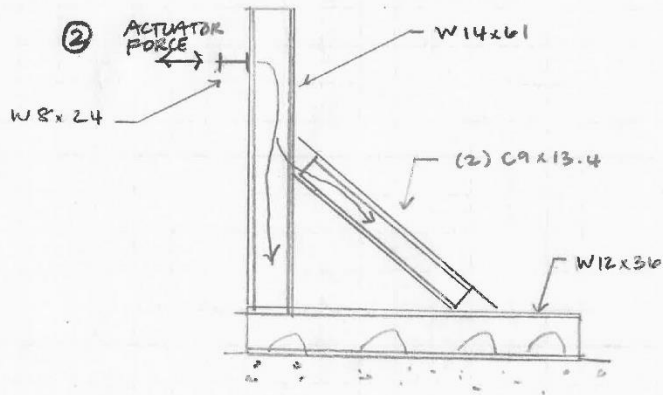 ② ACTUATOR
FORCE
W14x61
W8x24
(2) C9x13.4
W12x36